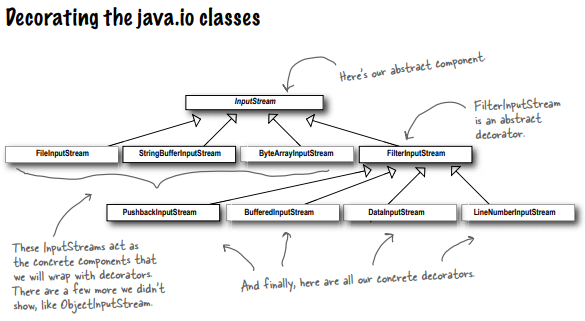 Decorating the java.io classes
Here's our abstract component
InputStream
FilterInputStream
is an abstract
decorator.
FileInputStream
StringBufferInputStream
ByteArrayInputStream
FilterInputStream
PushbackInputStream
BufferedInputStream
DataInputStream
LineNumberInputStream
These InputStreams act as
the concrete components that
we will wrap with decorators.
There are a few more we didn't
show, like ObjectInputStream.
And finally, here are all our concrete decorators.